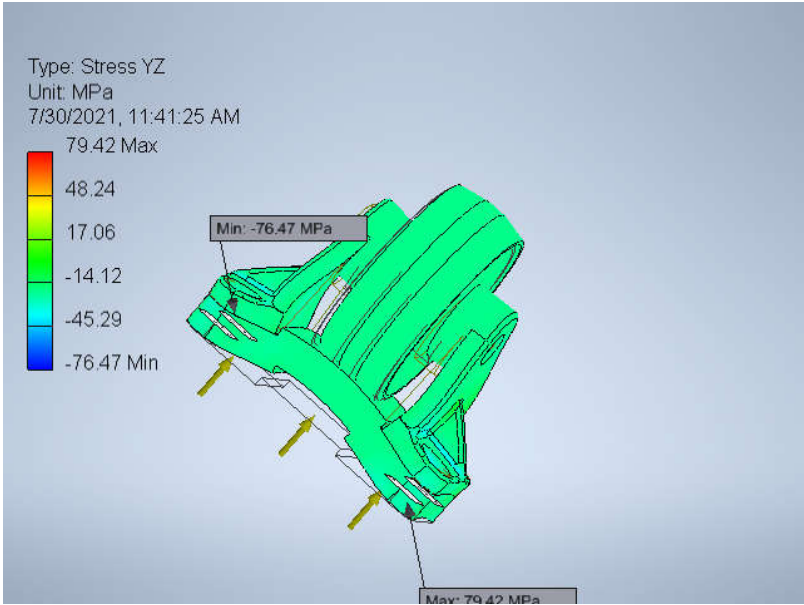 Type: Stress YZ
Unit: MPa
7/30/2021, 11:41:25 AM
79.42 Max
48.24
17.06
-14.12
-45.29
-76.47 Min
Min: -76.47 MPa
Max: 79.42 MPa